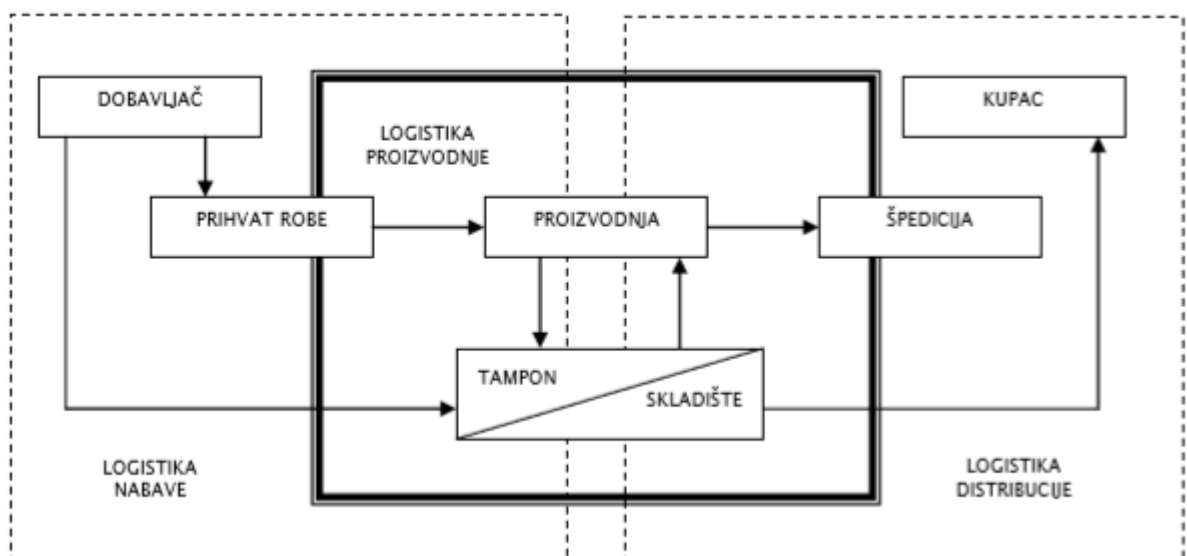 DOBAVLJAČ
KUPAC
LOGISTIKA
PROIZVODNJE
PRIHVAT ROBE
PROIZVODNJA
ŠPEDICIJA
TAMPON
SKLADIŠTE
LOGISTIKA
NABAVE
LOGISTIKA
DISTRIBUCIJE